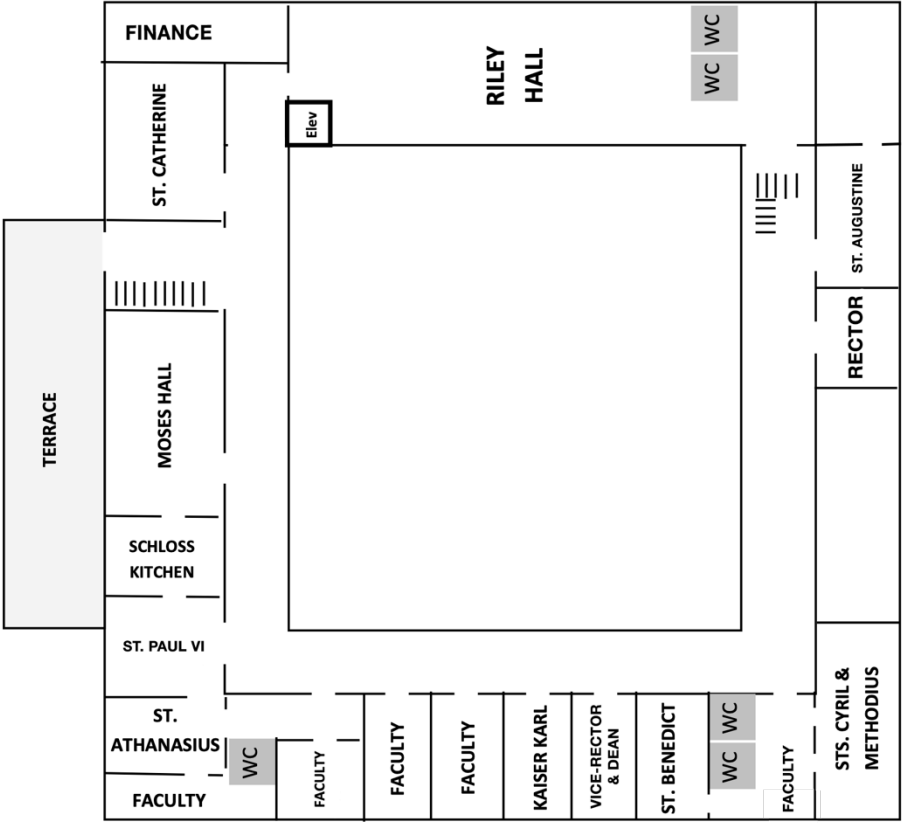 FINANCE
RILEY
HALL
WC
WC
Elev
ST. CATHERINE
ST. AUGUSTINE
RECTOR
TERRACE
MOSES HALL
SCHLOSS
KITCHEN
ST. PAUL VI
ST.
ATHANASIUS
WC
FACULTY
FACULTY
FACULTY
FACULTY
KAISER KARL
VICE-RECTOR
& DEAN
ST. BENEDICT
WC
WC
FACULTY
STS. CYRIL &
METHODIUS